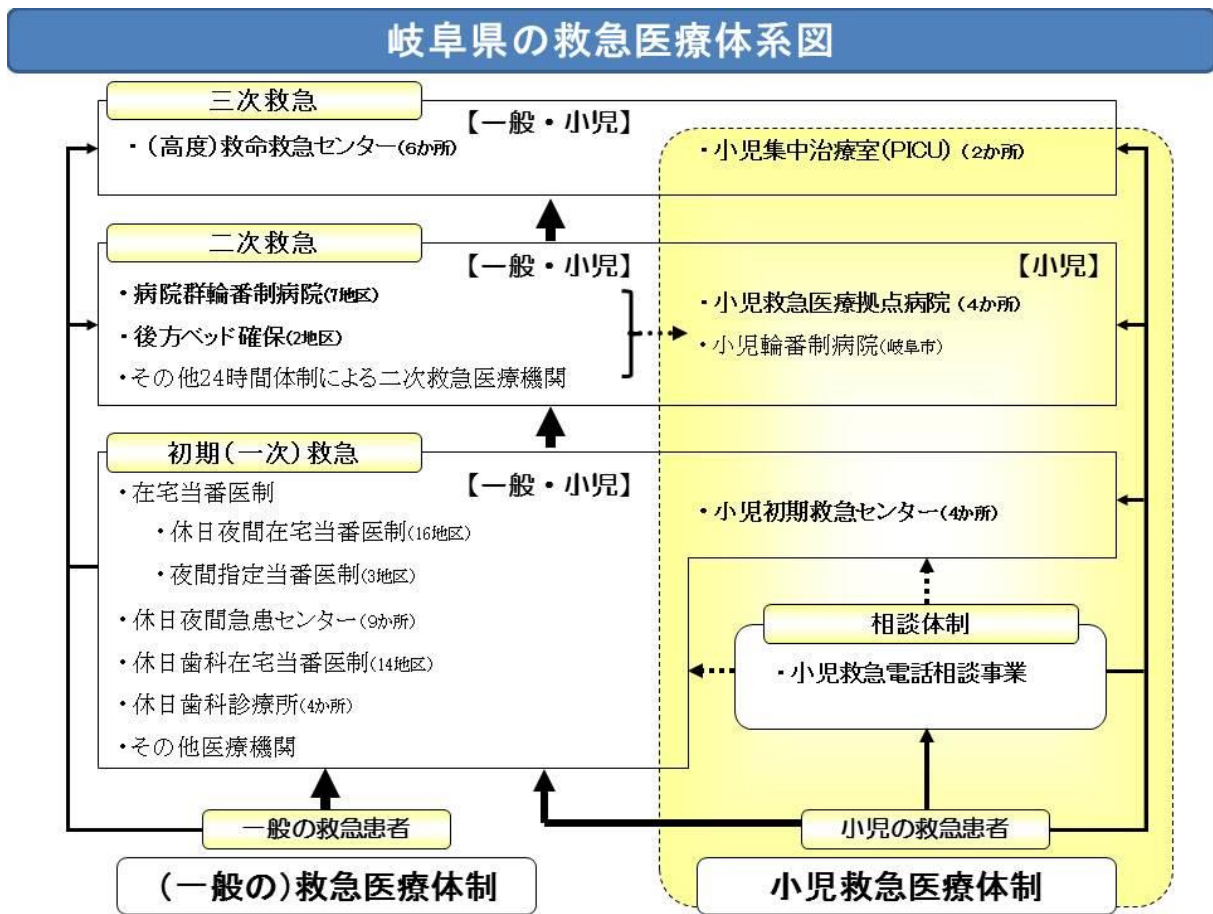 岐阜県の救急医療体系図
三次救急
【一般・小児】
・(高度)救命救急センター(6か所)
・小児集中治療室(PICU)(2か所)
二次救急
【一般・小児】
【小児】
・病院群輪番制病院(7地区)
・後方ベッド確保(2地区)
・その他24時間体制による二次救急医療機関
・小児救急医療拠点病院(4か所)
・小児輪番制病院(岐阜市)
初期(一次)救急
【一般・小児】
・在宅当番医制
・休日夜間在宅当番医制(16地区)
・夜間指定当番医制(3地区)
・休日夜間急患センター(9か所)
・休日歯科在宅当番医制(14地区)
・休日歯科診療所(4か所)
・その他医療機関
・小児初期救急センター(4か所)
相談体制
・小児救急電話相談事業
一般の救急患者
小児の救急患者
(一般の)救急医療体制
小児救急医療体制